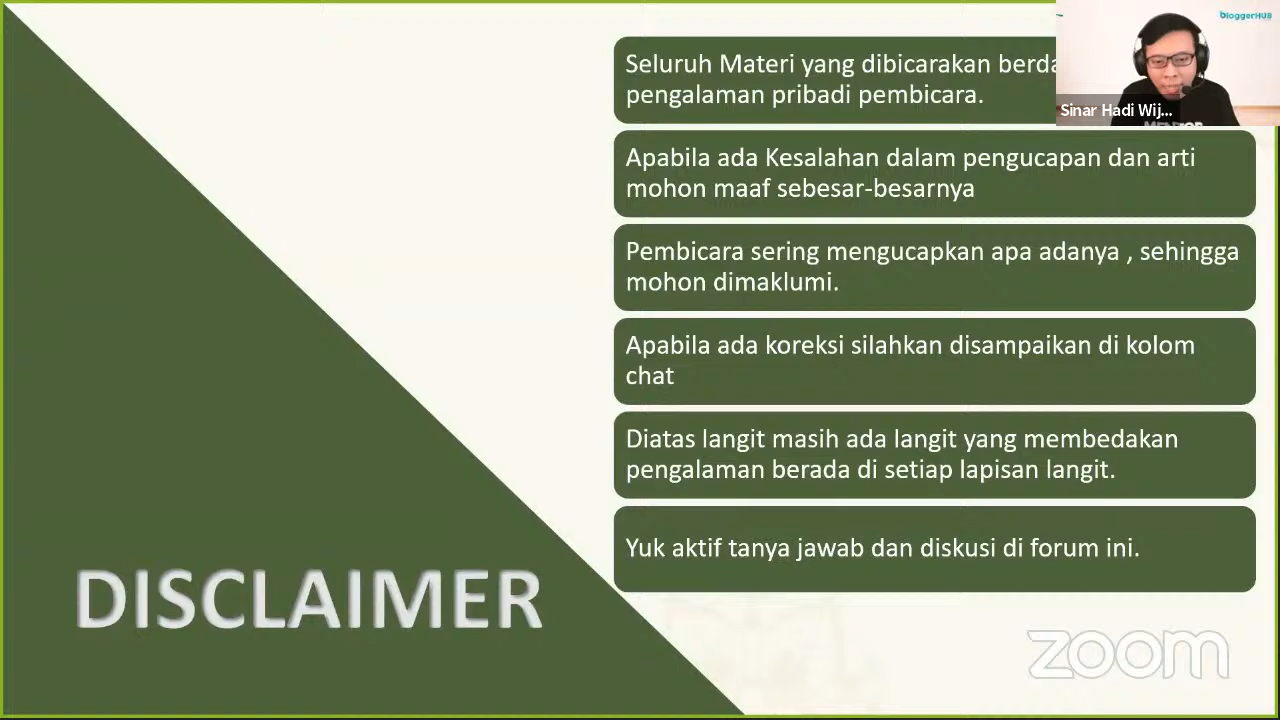 Seluruh Materi yang dibicarakan
pengalaman pribadi pembicara.
bloggerHUB
Sinar Hadi Wij...
Apabila ada Kesalahan dalam pengucapan dan arti
mohon maaf sebesar-besarnya
Pembicara sering mengucapkan apa adanya , sehingga
mohon dimaklumi.
Apabila ada koreksi silahkan disampaikan di kolom
chat
Diatas langit masih ada langit yang membedakan
pengalaman berada di setiap lapisan langit.
Yuk aktif tanya jawab dan diskusi di forum ini.
DISCLAIMER
zoom